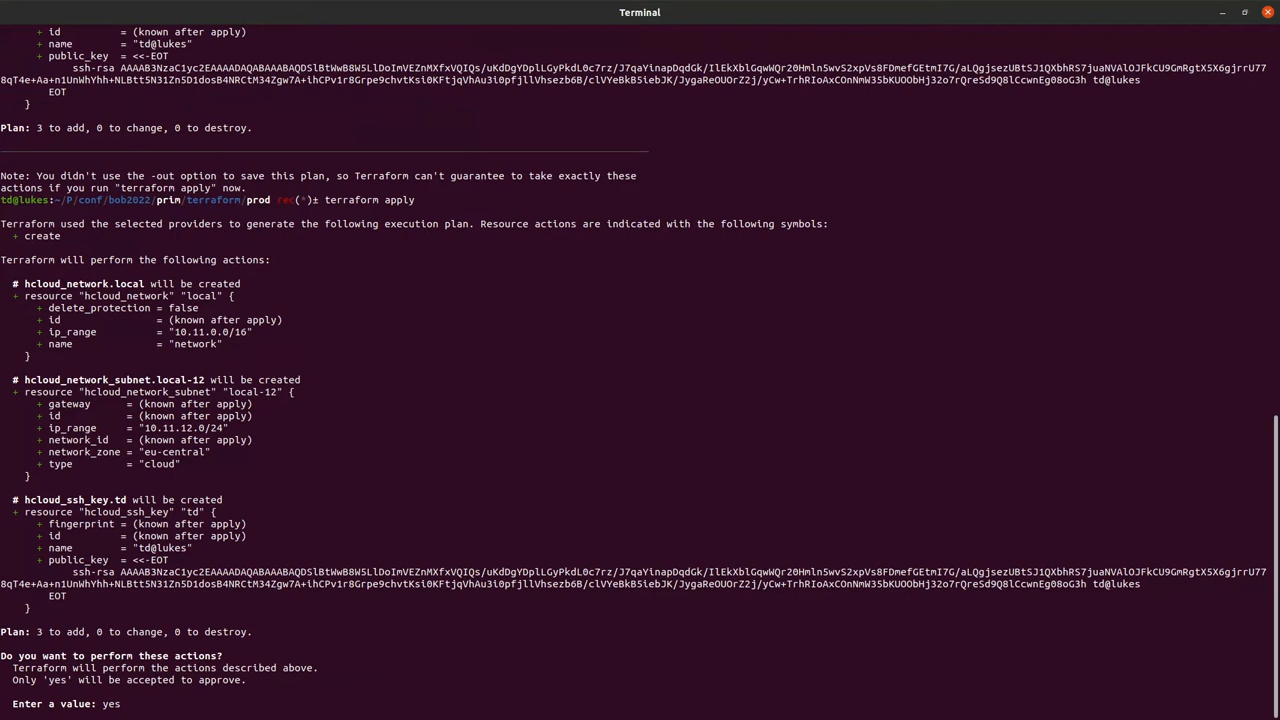 Terminal
+ id = (known after apply)
+ name = "td@lukes"
+ public_key = <<-EOT
ssh-rsa AAAAB3NzaC1yc2EAAAADAQABAAABAQDSlBtWwB8W5LlDoImVEZnMXfxVQIQs/uKdDgYDplLGyPkdL0c7rz/J7qaYinapDqdGk/IlEkXblGqwWQr20Hmln5wvS2xpVs8FDmefGEtmI7G/aLQgjsezUBtSJ1QXbhRS7juaNVAlOJFkCU9GmRgtX5X6gjrrU77
8qT4e+Aa+n1UnWhYhh+NLBtt5N31Zn5D1dosB4NRCtM34Zgw7A+ihCPv1r8Grpe9chvtKsi0KFtjqVhAu3i0pfjllVhsezb6B/clVYeBkB5iebJK/JygaReOUOrZ2j/yCw+TrhRIoAxCOnNmW35bKUOObHj32o7rQreSd9Q8lCcwnEg08oG3h td@lukes
EOT
}
Plan: 3 to add, 0 to change, 0 to destroy.
Note: You didn't use the -out option to save this plan, so Terraform can't guarantee to take exactly these
actions if you run "terraform apply" now.
td@lukes:~/P/conf/bob2022/prim/terraform/prod rec(*)± terraform apply
Terraform used the selected providers to generate the following execution plan. Resource actions are indicated with the following symbols:
+ create
Terraform will perform the following actions:
# hcloud_network.local will be created
+ resource "hcloud_network" "local" {
+ delete_protection = false
+ id = (known after apply)
+ ip_range = "10.11.0.0/16"
+ name = "network"
}
# hcloud_network_subnet.local-12 will be created
+ resource "hcloud_network_subnet" "local-12" {
+ gateway = (known after apply)
+ id = (known after apply)
+ ip_range = "10.11.12.0/24"
+ network_id = (known after apply)
+ network_zone = "eu-central"
+ type = "cloud"
}
# hcloud_ssh_key.td will be created
+ resource "hcloud_ssh_key" "td" {
+ fingerprint = (known after apply)
+ id = (known after apply)
+ name = "td@lukes"
+ public_key = <<-EOT
ssh-rsa AAAAB3NzaC1yc2EAAAADAQABAAABAQDSlBtWwB8W5LlDoImVEZnMXfxVQIQs/uKdDgYDplLGyPkdL0c7rz/J7qaYinapDqdGk/IlEkXblGqwWQr20Hmln5wvS2xpVs8FDmefGEtmI7G/aLQgjsezUBtSJ1QXbhRS7juaNVAlOJFkCU9GmRgtX5X6gjrrU77
8qT4e+Aa+n1UnWhYhh+NLBtt5N31Zn5D1dosB4NRCtM34Zgw7A+ihCPv1r8Grpe9chvtKsi0KFtjqVhAu3i0pfjllVhsezb6B/clVYeBkB5iebJK/JygaReOUOrZ2j/yCw+TrhRIoAxCOnNmW35bKUOObHj32o7rQreSd9Q8lCcwnEg08oG3h td@lukes
EOT
}
Plan: 3 to add, 0 to change, 0 to destroy.
Do you want to perform these actions?
Terraform will perform the actions described above.
Only 'yes' will be accepted to approve.
Enter a value: yes